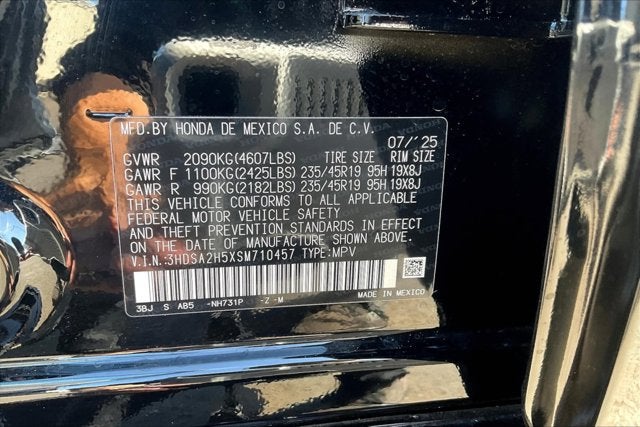 MFD.BY HONDA DE MEXICO S.A. DE C.V.
07/'25
GVWR 2090KG(4607LBS) TIRE SIZE RIM SIZE
GAWR F 1100KG(2425LBS) 235/45R19 95H 19X8J
GAWR R 990KG(2182LBS) 235/45R19 95H 19X8J
THIS VEHICLE CONFORMS TO ALL APPLICABLE
FEDERAL MOTOR VEHICLE SAFETY
AND THEFT PREVENTION STANDARDS IN EFFECT
ON THE DATE OF MANUFACTURE SHOWN ABOVE.
V.I.N.:3HDSA2H5XSM710457 TYPE:MPV
3BJ S AB5 -NH731P -Z -M MADE IN MEXICO